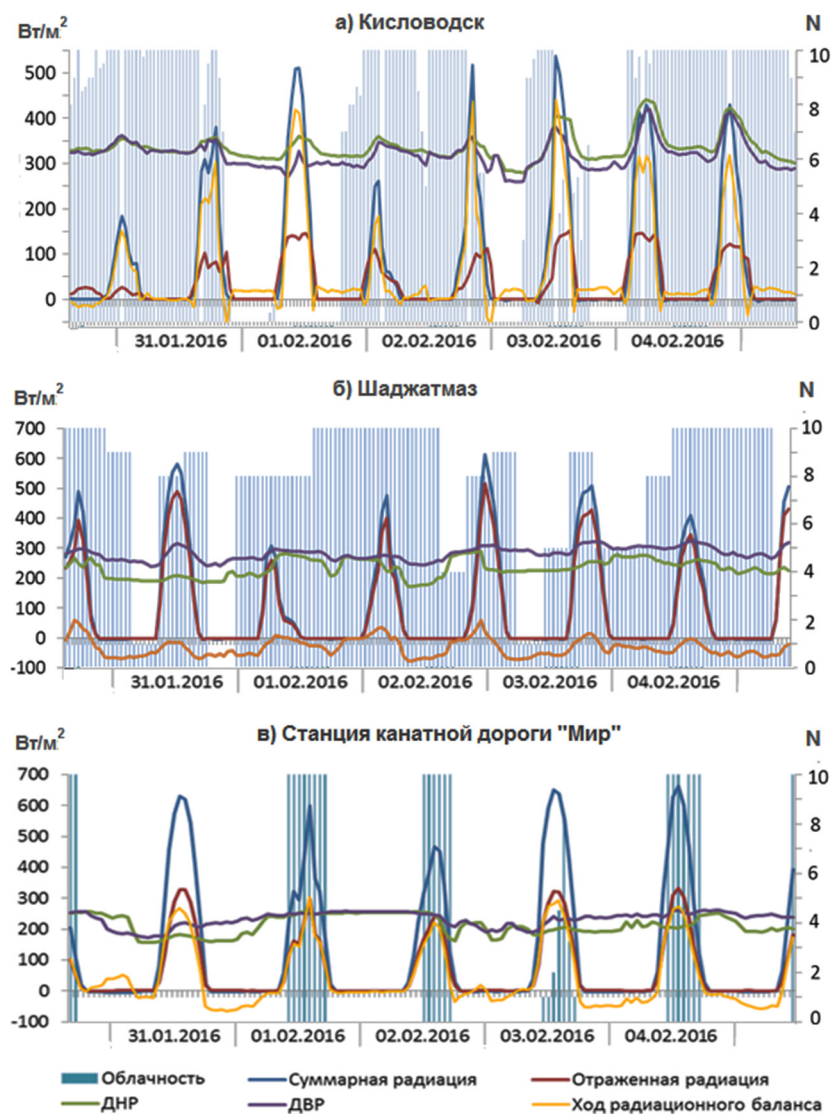 а) Кисловодск
Вт/м2 N
500 10
400 8
300 6
200 4
100 2
0 0
31.01.2016 01.02.2016 02.02.2016 03.02.2016 04.02.2016
б) Шаджатмаз
Вт/м2 N
700 10
600
500 8
400 6
300
200 4
100 2
0
-100 0
31.01.2016 01.02.2016 02.02.2016 03.02.2016 04.02.2016
в) Станция канатной дороги "Мир"
Вт/м2 N
700 10
600 8
500
400 6
300
200 4
100 2
0
-100 0
31.01.2016 01.02.2016 02.02.2016 03.02.2016 04.02.2016
Облачность Суммарная радиация Отраженная радиация
ДНР ДВР Ход радиационного баланса